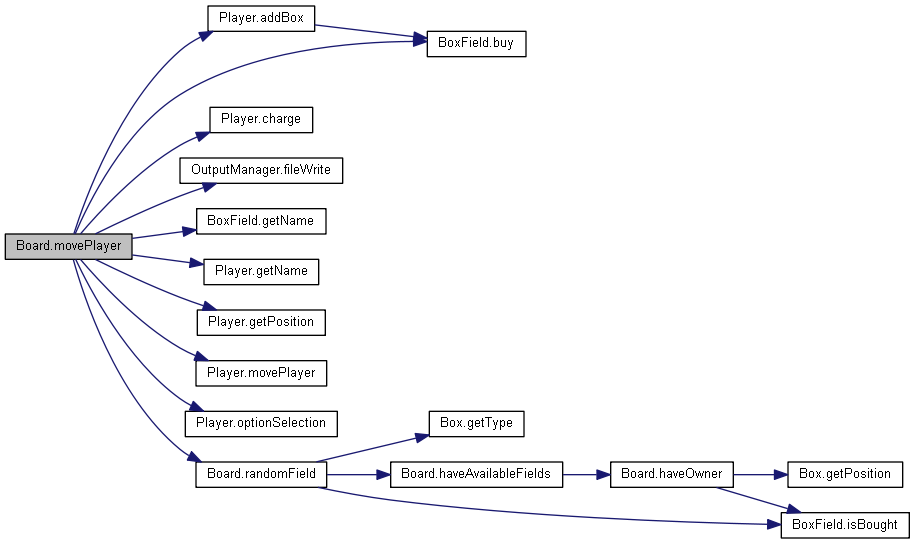 Player.addBox
BoxField.buy
Player.charge
OutputManager.fileWrite
BoxField.getName
Board.movePlayer
Player.getName
Player.getPosition
Player.movePlayer
Player.optionSelection
Box.getType
Board.randomField
Board.haveAvailableFields
Board.haveOwner
Box.getPosition
BoxField.isBought